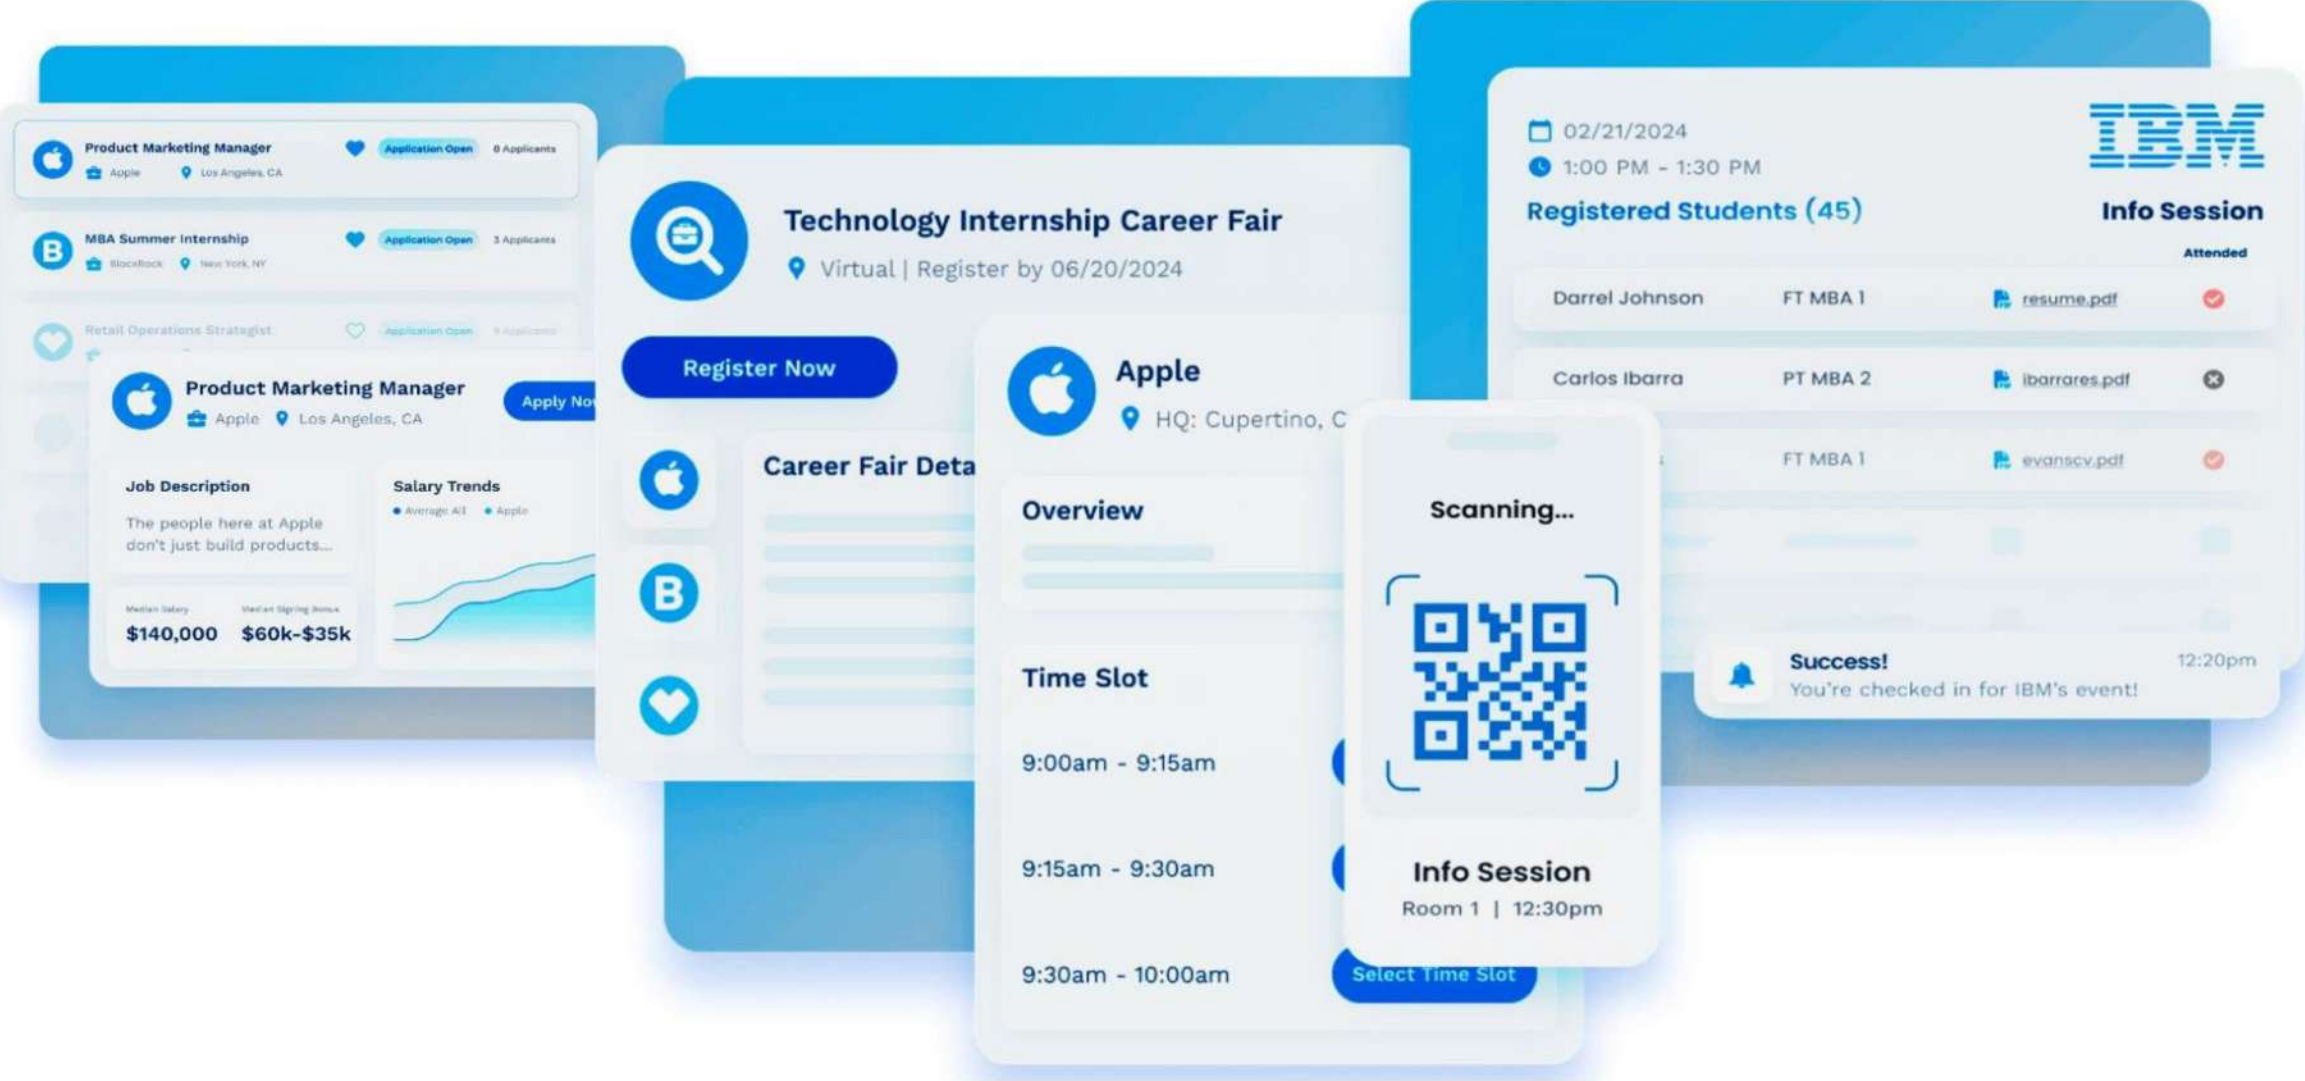 Product Marketing Manager
Apple
Los Angeles, CA
Application Open
0 Applicants
MBA Summer Internship
BlackRock
New York, NY
Application Open
3 Applicants
Retail Operations Strategist
Application Open
9 Applicants
Product Marketing Manager
Apple
Los Angeles, CA
Apply Now
Job Description
The people here at Apple
don't just build products...
Median Salary
$140,000
Median Signing Bonus
$60k-$35k
Salary Trends
Average All
Apple
Technology Internship Career Fair
Virtual | Register by 06/20/2024
Register Now
B
Career Fair Deta
Apple
HQ: Cupertino, C
Overview
Time Slot
9:00am - 9:15am
9:15am - 9:30am
9:30am - 10:00am
Select Time Slot
Scanning...
Info Session
Room 1 | 12:30pm
02/21/2024
1:00 PM - 1:30 PM
IBM
Registered Students (45)
Info Session
Attended
Darrel Johnson FT MBA 1 resume.pdf
Carlos Ibarra PT MBA 2 ibarrares.pdf
FT MBA 1 evanscv.pdf
Success!
12:20pm
You're checked in for IBM's event!